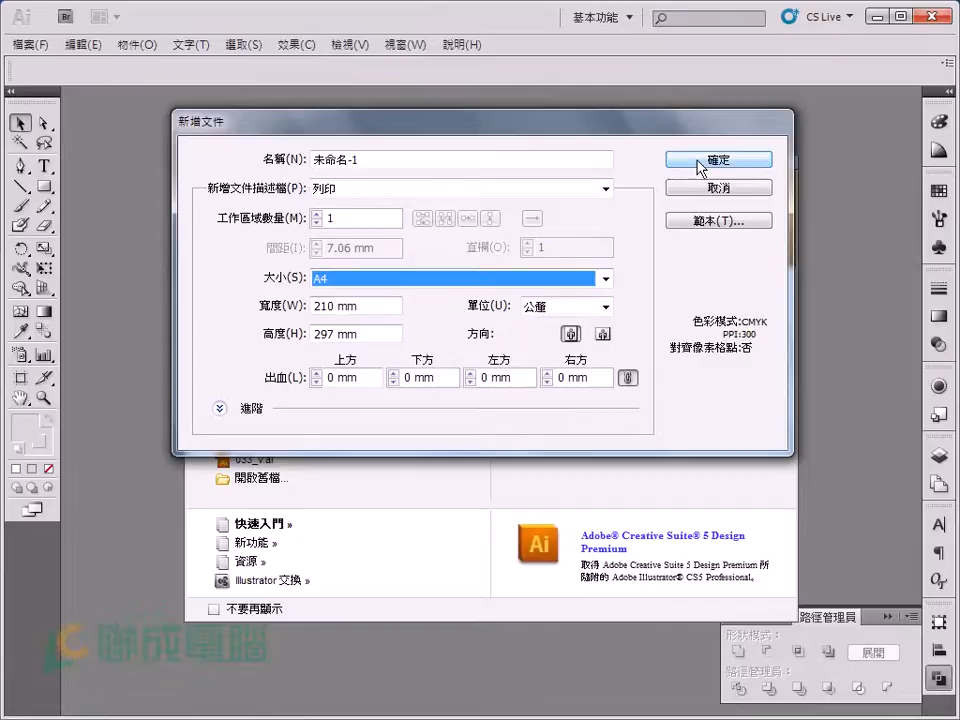 Ai Br 基本功能 CS Live
檔案(F) 編輯(E) 物件(O) 文字(T) 選取(S) 效果(C) 檢視(V) 視窗(W) 說明(H)
新增文件
名稱(N): 未命名-1 確定
新增文件描述檔(P): 列印 取消
工作區域數量(M): 1 範本(T)...
間距(I): 7.06 mm 直欄(O): 1
大小(S): A4
寬度(W): 210 mm 單位(U): 公釐
色彩模式:CMYK
高度(H): 297 mm 方向:
PPI:300
對齊像素格點:否
上方 下方 左方 右方
出血(L): 0 mm 0 mm 0 mm 0 mm
進階
033_v.ai
開啟舊檔...
快速入門 »
新功能 »
資源 »
Illustrator 交換 »
Ai
Adobe® Creative Suite® 5 Design
Premium
取得 Adobe Creative Suite 5 Design Premium 所
隨附的 Adobe Illustrator® CS5 Professional。
不要再顯示
路徑管理員
形狀模式:
展開
路徑管理員:
聯成電腦